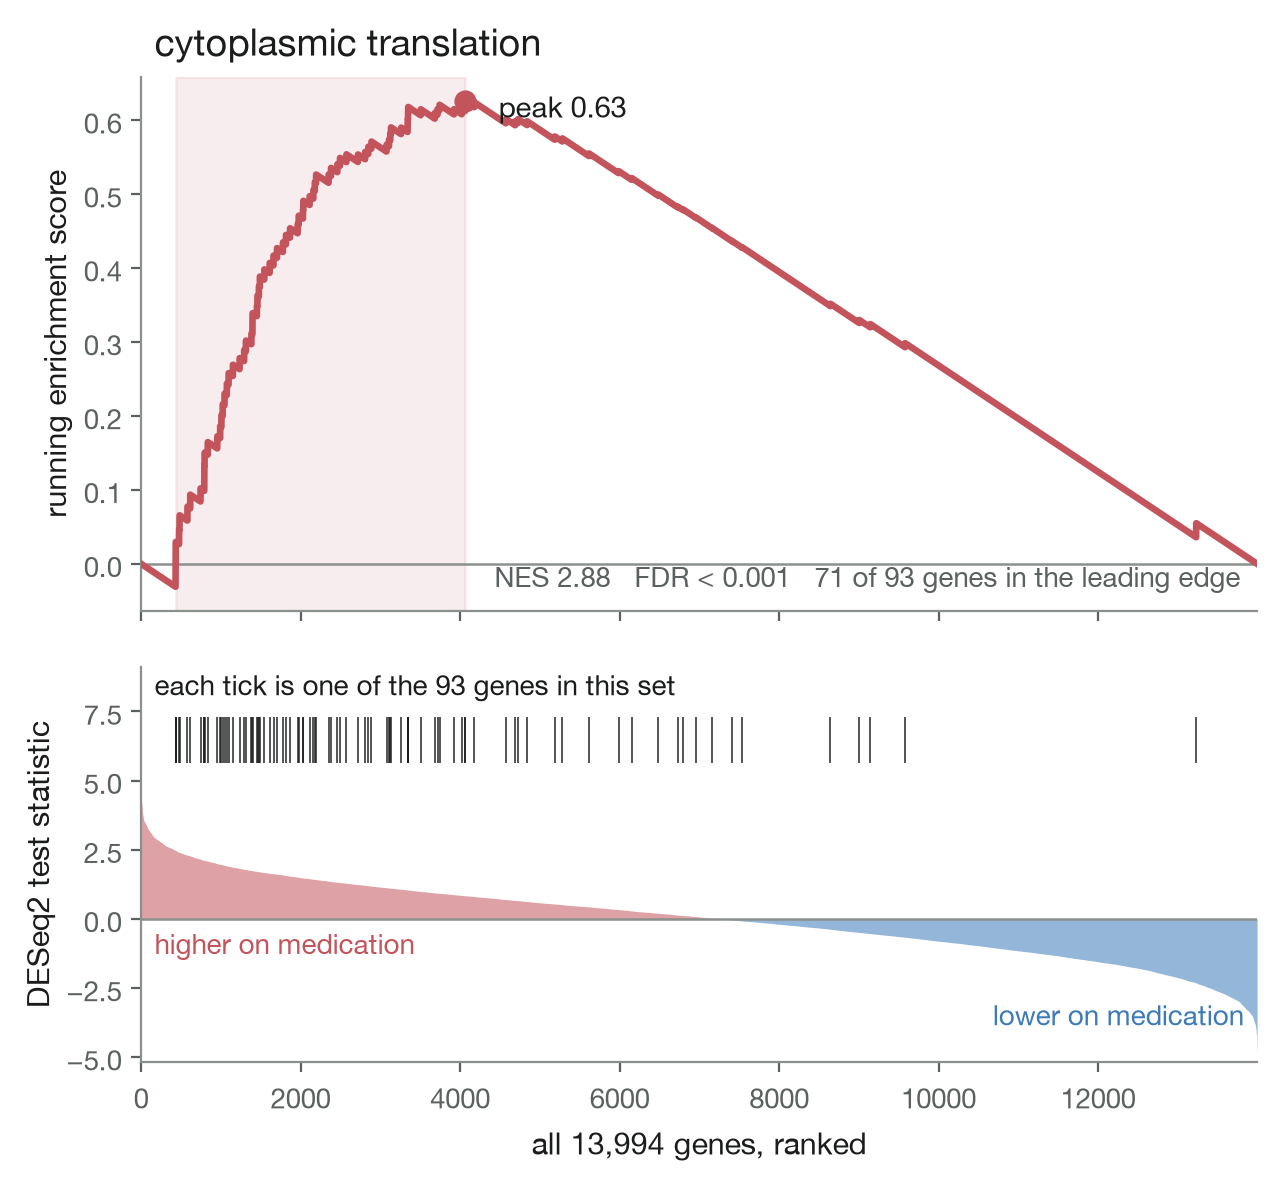 cytoplasmic translation
peak 0.63
running enrichment score
0.6
0.5
0.4
0.3
0.2
0.1
0.0
NES 2.88 FDR < 0.001 71 of 93 genes in the leading edge
each tick is one of the 93 genes in this set
DESeq2 test statistic
7.5
5.0
2.5
0.0
−2.5
−5.0
higher on medication
lower on medication
0 2000 4000 6000 8000 10000 12000
all 13,994 genes, ranked